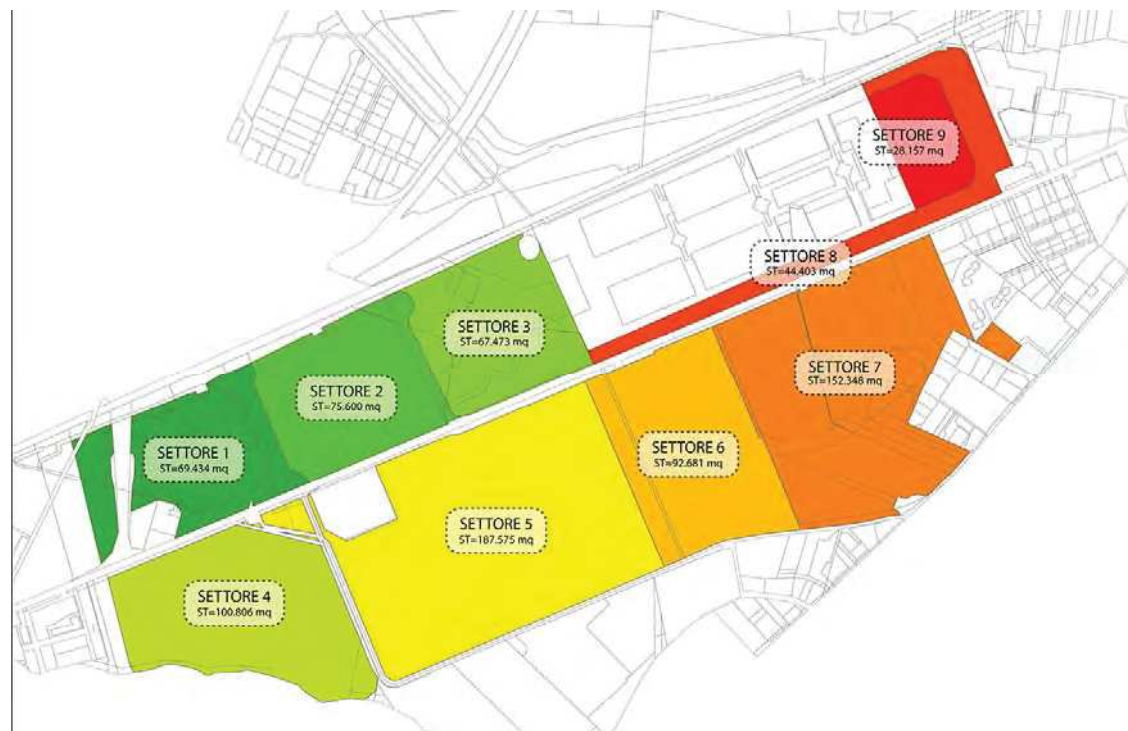 SETTORE 9
ST=28.157 mq
SETTORE 8
ST=44.403 mq
SETTORE 3
ST=67.473 mq
SETTORE 7
ST=152.348 mq
SETTORE 2
ST=75.600 mq
SETTORE 1
ST=69.434 mq
SETTORE 6
ST=92.681 mq
SETTORE 5
ST=187.575 mq
SETTORE 4
ST=100.806 mq